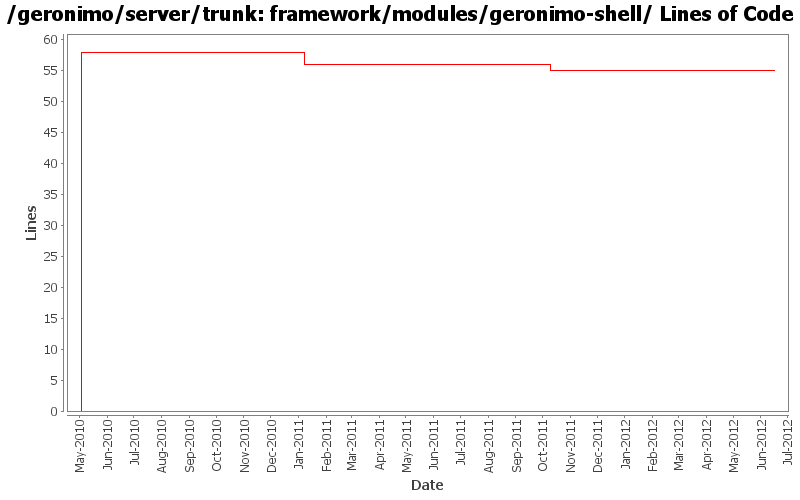 /geronimo/server/trunk: framework/modules/geronimo-shell/ Lines of Code
60
55
50
45
40
35
30
25
20
15
10
5
0
Lines
May-2010
Jun-2010
Jul-2010
Aug-2010
Sep-2010
Oct-2010
Nov-2010
Dec-2010
Jan-2011
Feb-2011
Mar-2011
Apr-2011
May-2011
Jun-2011
Jul-2011
Aug-2011
Sep-2011
Oct-2011
Nov-2011
Dec-2011
Jan-2012
Feb-2012
Mar-2012
Apr-2012
May-2012
Jun-2012
Jul-2012
Date